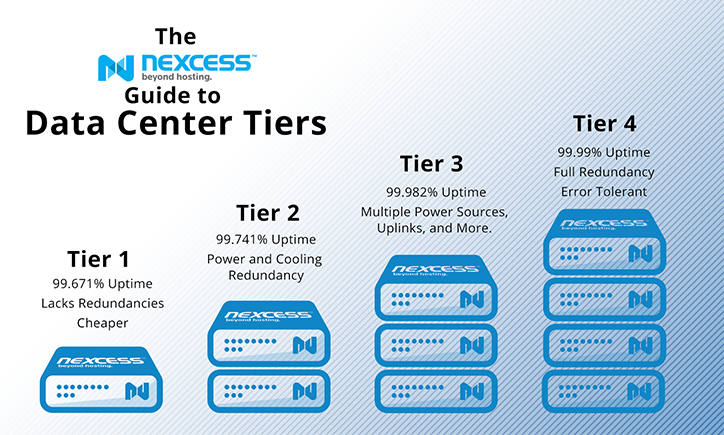 The
NEXCESS™
beyond hosting.
Guide to
Data Center Tiers
Tier 1
99.671% Uptime
Lacks Redundancies
Cheaper
NEXCESS
beyond hosting.
Tier 2
99.741% Uptime
Power and Cooling
Redundancy
NEXCESS
beyond hosting.
Tier 3
99.982% Uptime
Multiple Power Sources,
Uplinks, and More.
NEXCESS
beyond hosting.
Tier 4
99.99% Uptime
Full Redundancy
Error Tolerant
NEXCESS
beyond hosting.